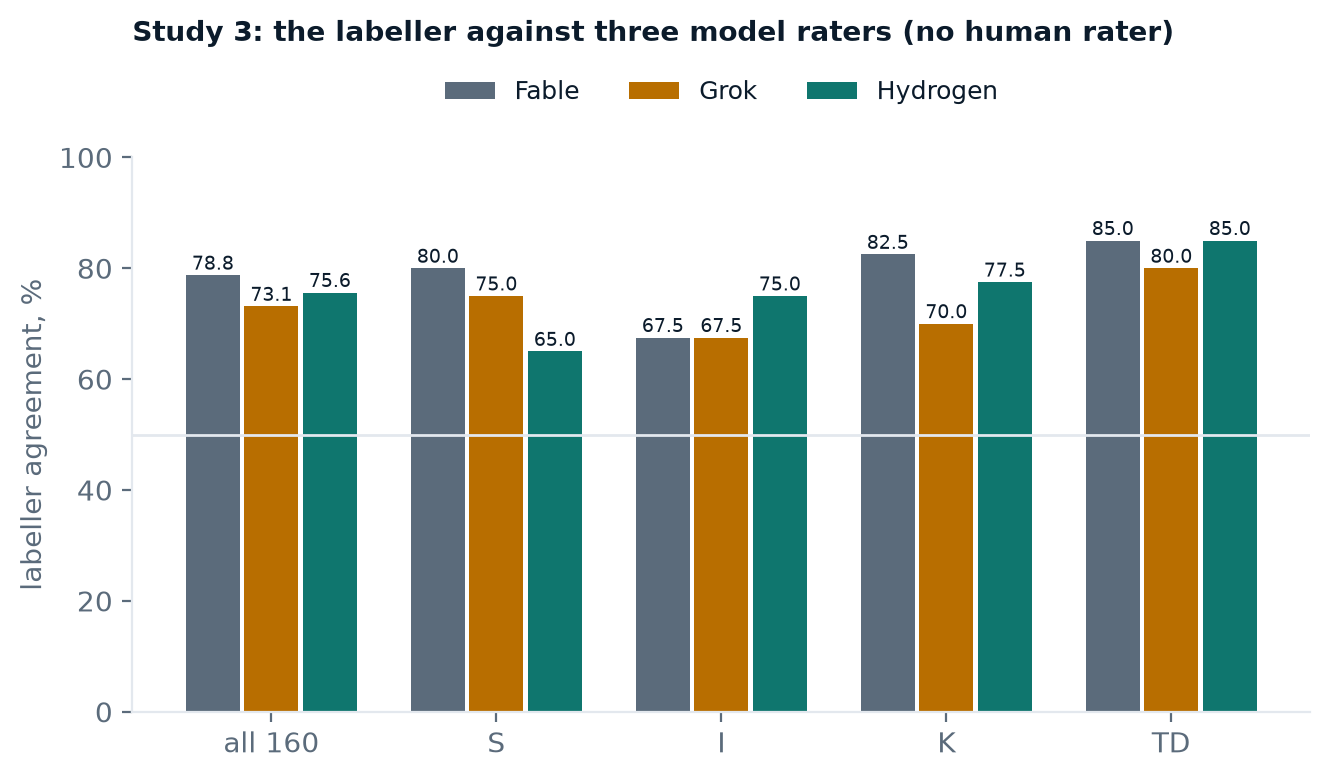 Study 3: the labeller against three model raters (no human rater)
Fable Grok Hydrogen
labeller agreement, %
100
80
60
40
20
0
78.8 73.1 75.6
80.0 75.0 65.0
67.5 67.5 75.0
82.5 70.0 77.5
85.0 80.0 85.0
all 160 S I K TD